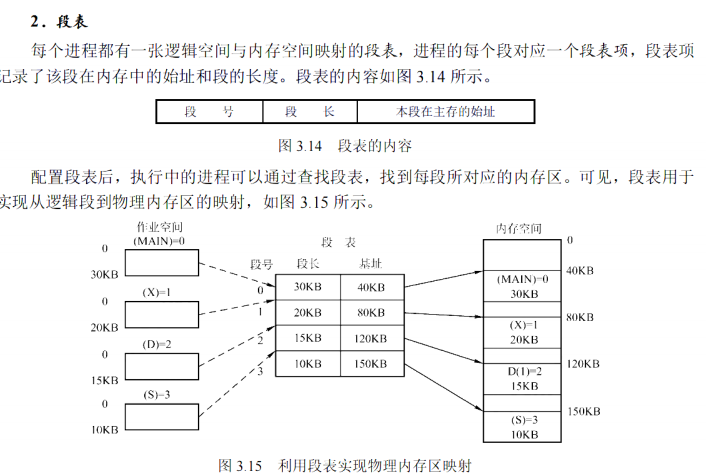 2．段表
每个进程都有一张逻辑空间与内存空间映射的段表，进程的每个段对应一个段表项，段表项
记录了该段在内存中的始址和段的长度。段表的内容如图 3.14 所示。
段 号 段 长 本段在主存的始址
图 3.14 段表的内容
配置段表后，执行中的进程可以通过查找段表，找到每段所对应的内存区。可见，段表用于
实现从逻辑段到物理内存区的映射，如图 3.15 所示。
作业空间
(MAIN)=0
0
30KB
(X)=1
0
20KB
(D)=2
0
15KB
(S)=3
0
10KB
段 表
段号 段长 基址
0 30KB 40KB
1 20KB 80KB
2 15KB 120KB
3 10KB 150KB
内存空间
0
40KB
(MAIN)=0
30KB
80KB
(X)=1
20KB
120KB
D(1)=2
15KB
150KB
(S)=3
10KB
图 3.15 利用段表实现物理内存区映射